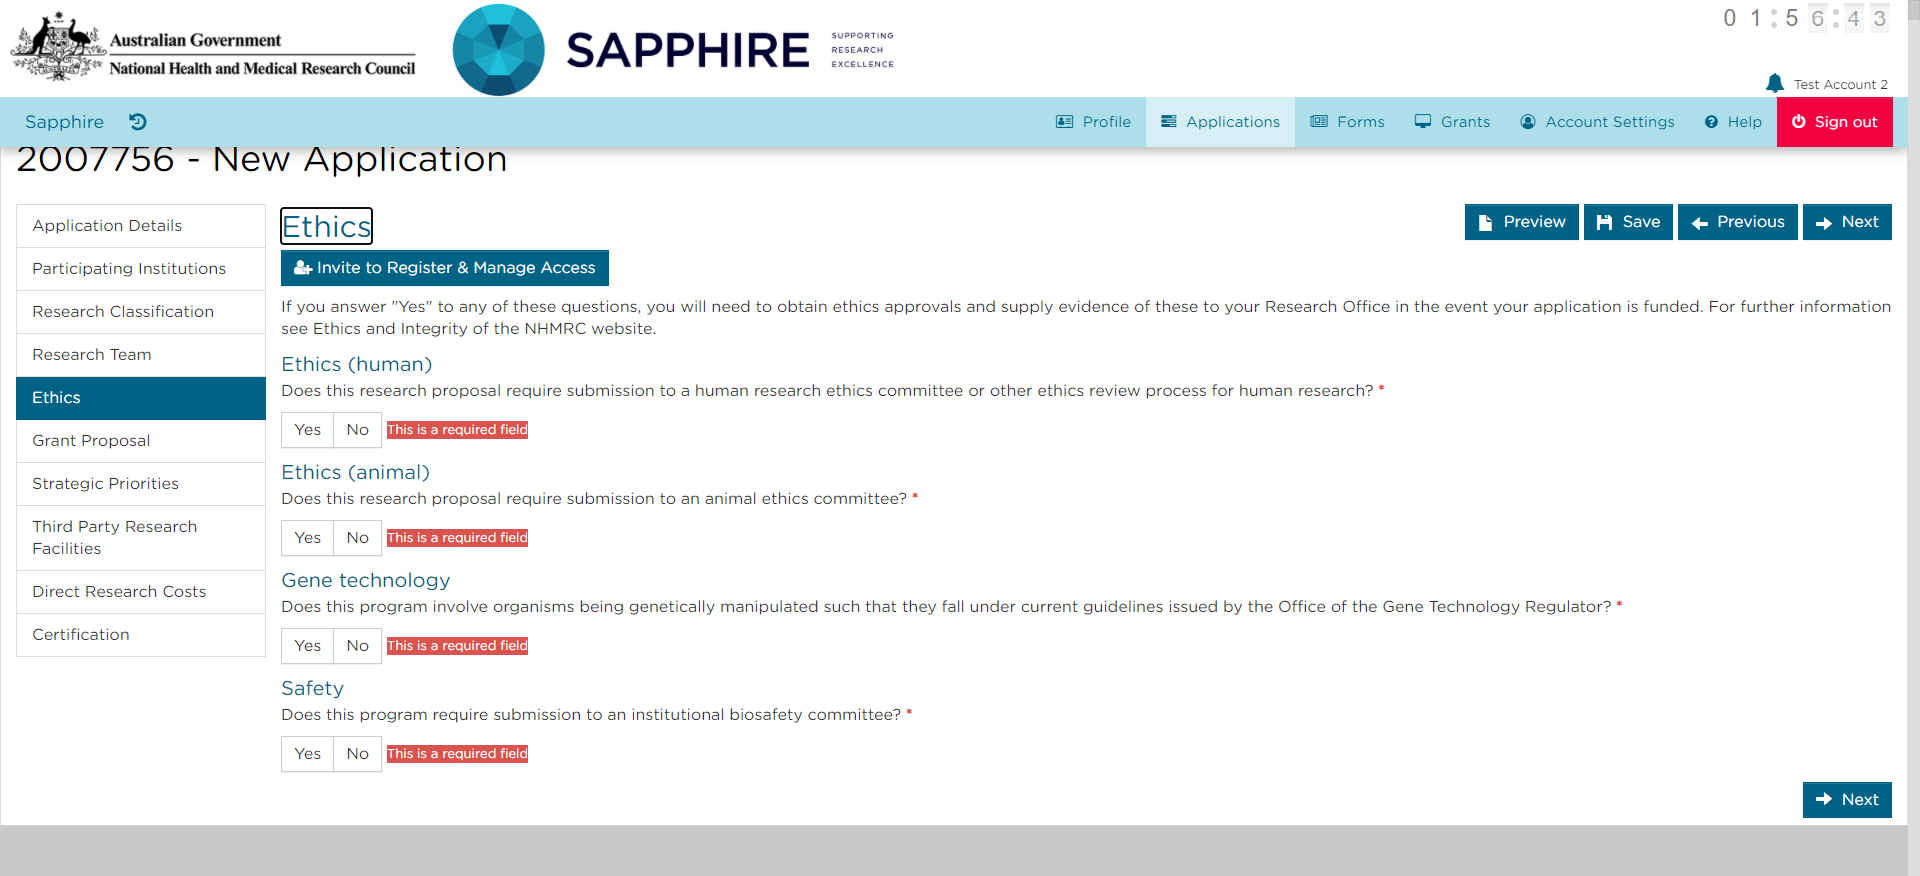 Australian Government
National Health and Medical Research Council
SAPPHIRE
SUPPORTING
RESEARCH
EXCELLENCE
01:56:43
Test Account 2
Sapphire
Profile
Applications
Forms
Grants
Account Settings
Help
Sign out
2007756 - New Application
Application Details
Participating Institutions
Research Classification
Research Team
Ethics
Grant Proposal
Strategic Priorities
Third Party Research
Facilities
Direct Research Costs
Certification
Ethics
Preview
Save
Previous
Next
Invite to Register & Manage Access
If you answer "Yes" to any of these questions, you will need to obtain ethics approvals and supply evidence of these to your Research Office in the event your application is funded. For further information
see Ethics and Integrity of the NHMRC website.
Ethics (human)
Does this research proposal require submission to a human research ethics committee or other ethics review process for human research? *
Yes No This is a required field
Ethics (animal)
Does this research proposal require submission to an animal ethics committee? *
Yes No This is a required field
Gene technology
Does this program involve organisms being genetically manipulated such that they fall under current guidelines issued by the Office of the Gene Technology Regulator? *
Yes No This is a required field
Safety
Does this program require submission to an institutional biosafety committee? *
Yes No This is a required field
Next